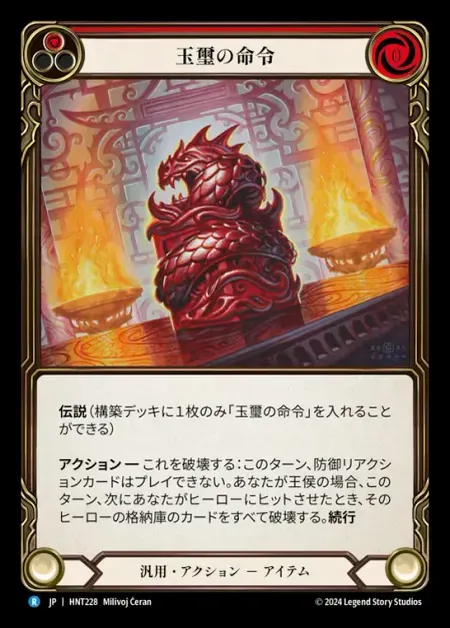 玉璽の命令
0
伝説（構築デッキに１枚のみ「玉璽の命令」を入れること
ができる）
アクション ー これを破壊する：このターン、防御リアクシ
ョンカードはプレイできない。あなたが王侯の場合、この
ターン、次にあなたがヒーローにヒットさせたとき、その
ヒーローの格納庫のカードをすべて破壊する。続行
汎用・アクション － アイテム
R JP | HNT228 Milivoj Ćeran
© 2024 Legend Story Studios